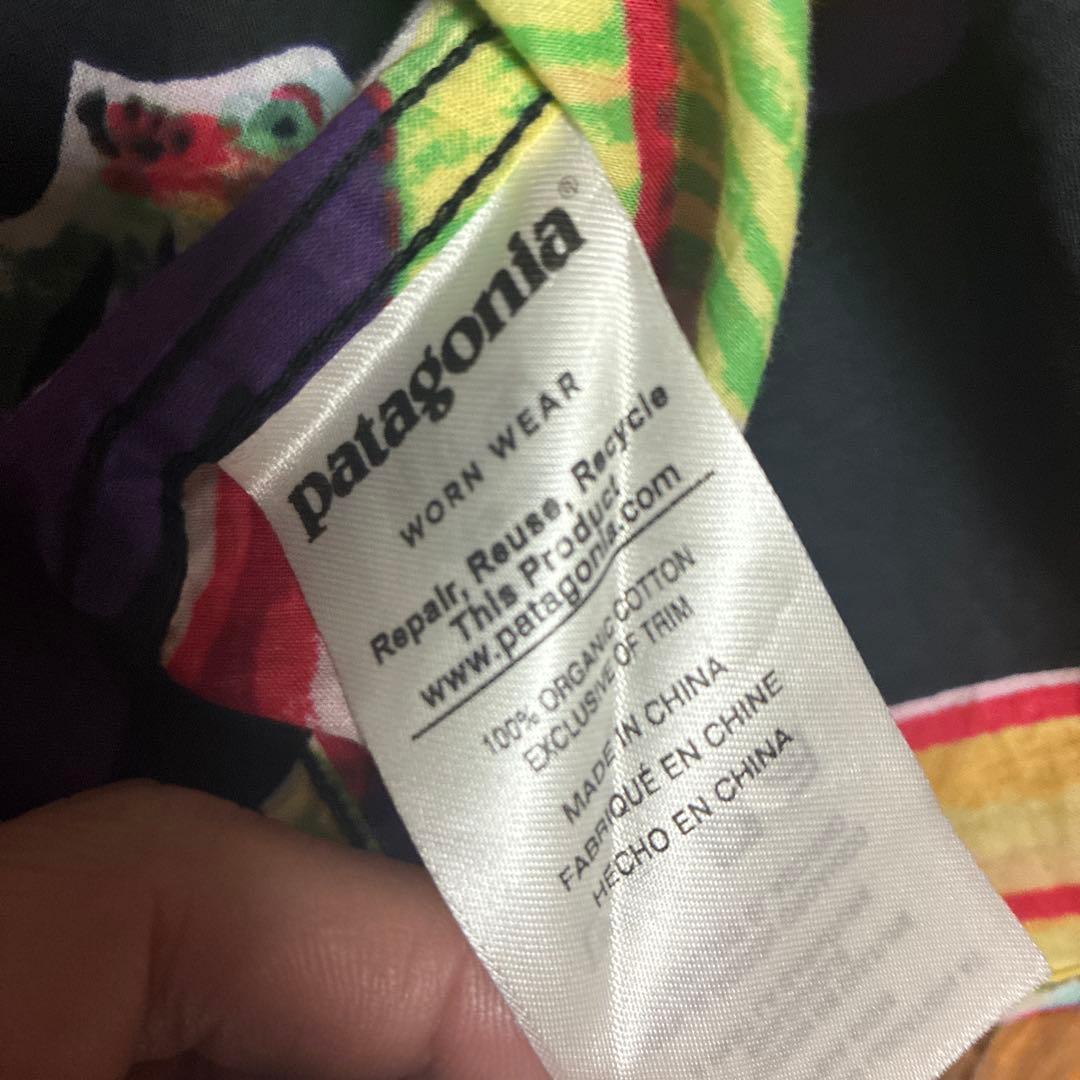 patagonia®
WORN WEAR
Repair, Reuse, Recycle
This Product
www.patagonia.com
100% ORGANIC COTTON
EXCLUSIVE OF TRIM
MADE IN CHINA
FABRIQUÉ EN CHINE
HECHO EN CHINA